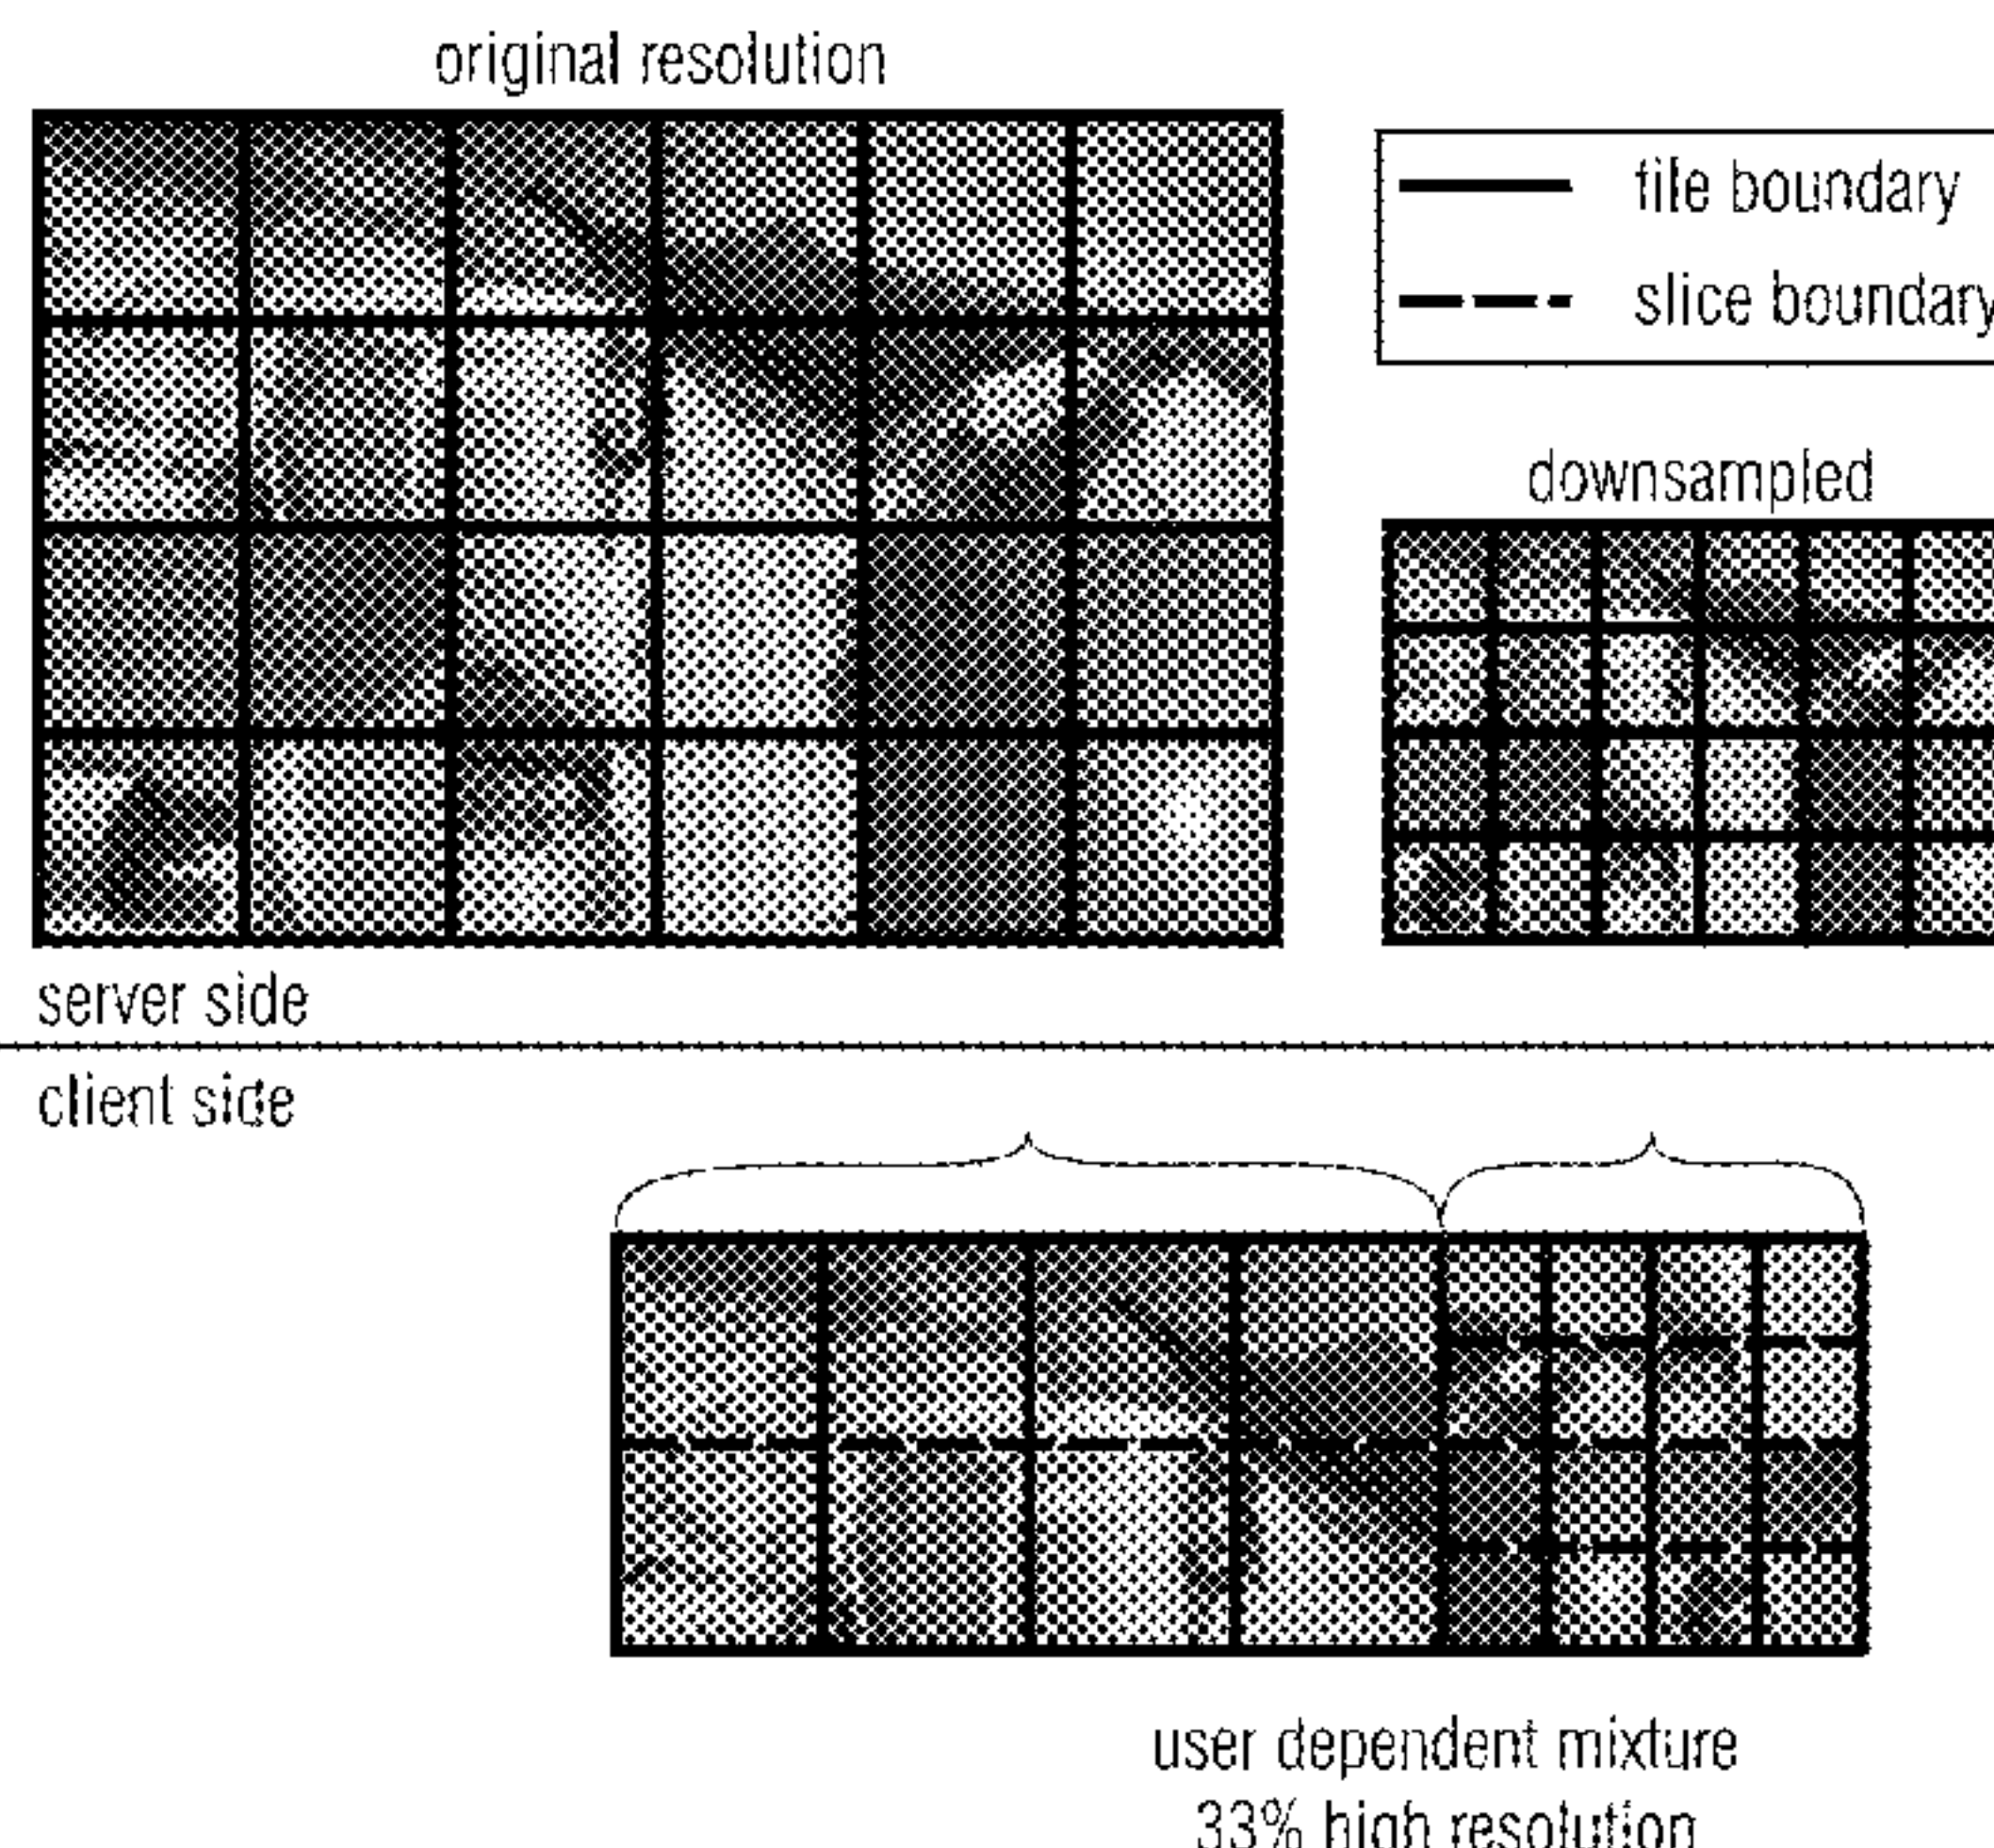 original resolution
tile boundary
slice boundary
downsampled
server side
client side
user dependent mixture
33% high resolution